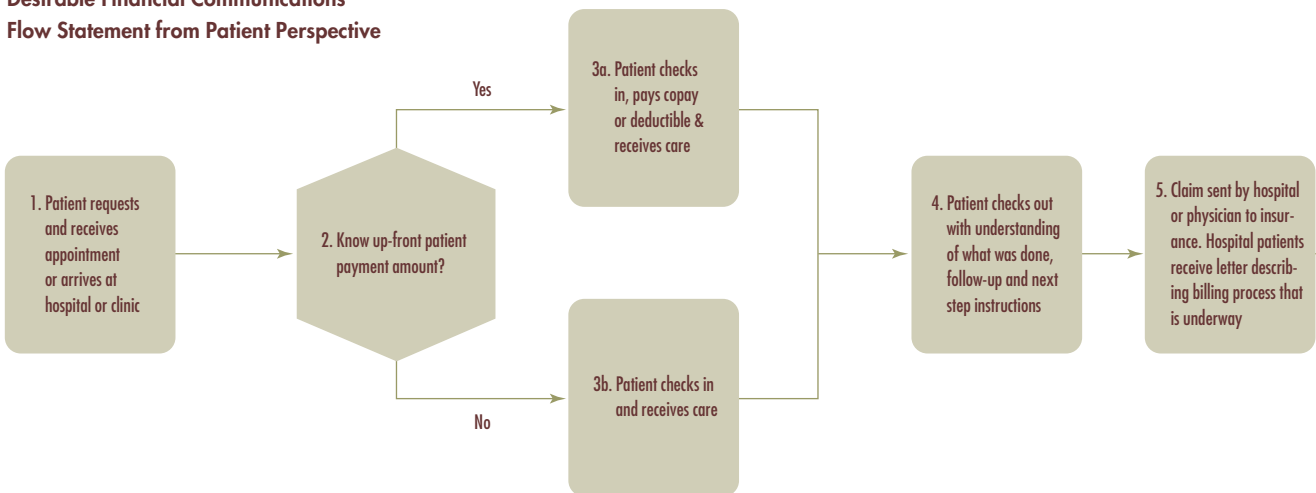 Desirable Financial Communications
Flow Statement from Patient Perspective
1. Patient requests
and receives
appointment
or arrives at
hospital or clinic
2. Know up-front patient
payment amount?
Yes
3a. Patient checks
in, pays copay
or deductible &
receives care
No
3b. Patient checks in
and receives care
4. Patient checks out
with understanding
of what was done,
follow-up and next
step instructions
5. Claim sent by hospital
or physician to insur-
ance. Hospital patients
receive letter describ-
ing billing process that
is underway